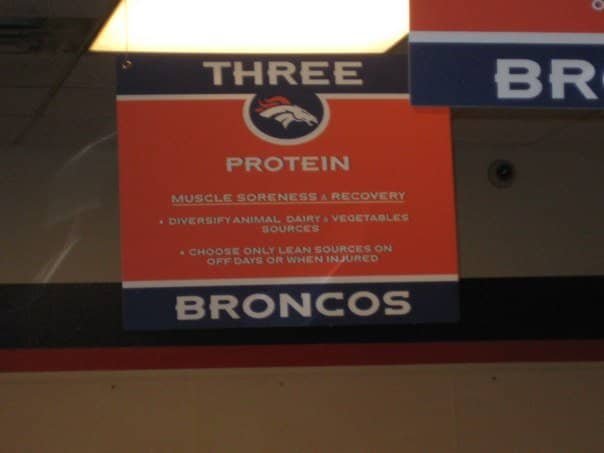 THREE
PROTEIN
MUSCLE SORENESS & RECOVERY
• DIVERSIFY ANIMAL, DAIRY & VEGETABLES
SOURCES
• CHOOSE ONLY LEAN SOURCES ON
OFF DAYS OR WHEN INJURED
BRONCOS
BR